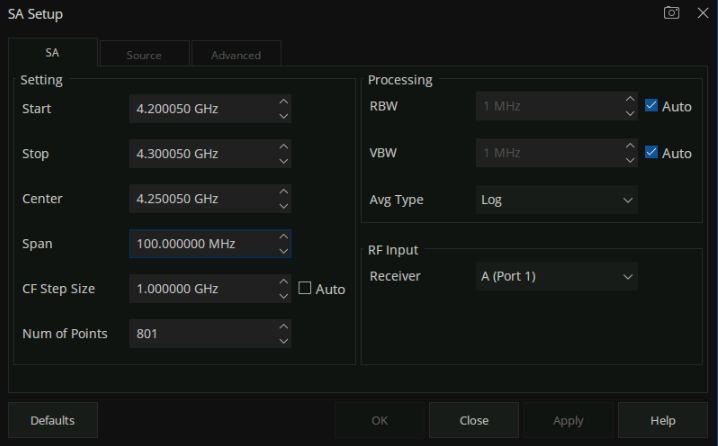 SA Setup
SA Source Advanced
Setting
Start 4.200050 GHz
Stop 4.300050 GHz
Center 4.250050 GHz
Span 100.000000 MHz
CF Step Size 1.000000 GHz Auto
Num of Points 801
Processing
RBW 1 MHz Auto
VBW 1 MHz Auto
Avg Type Log
RF Input
Receiver A (Port 1)
Defaults OK Close Apply Help